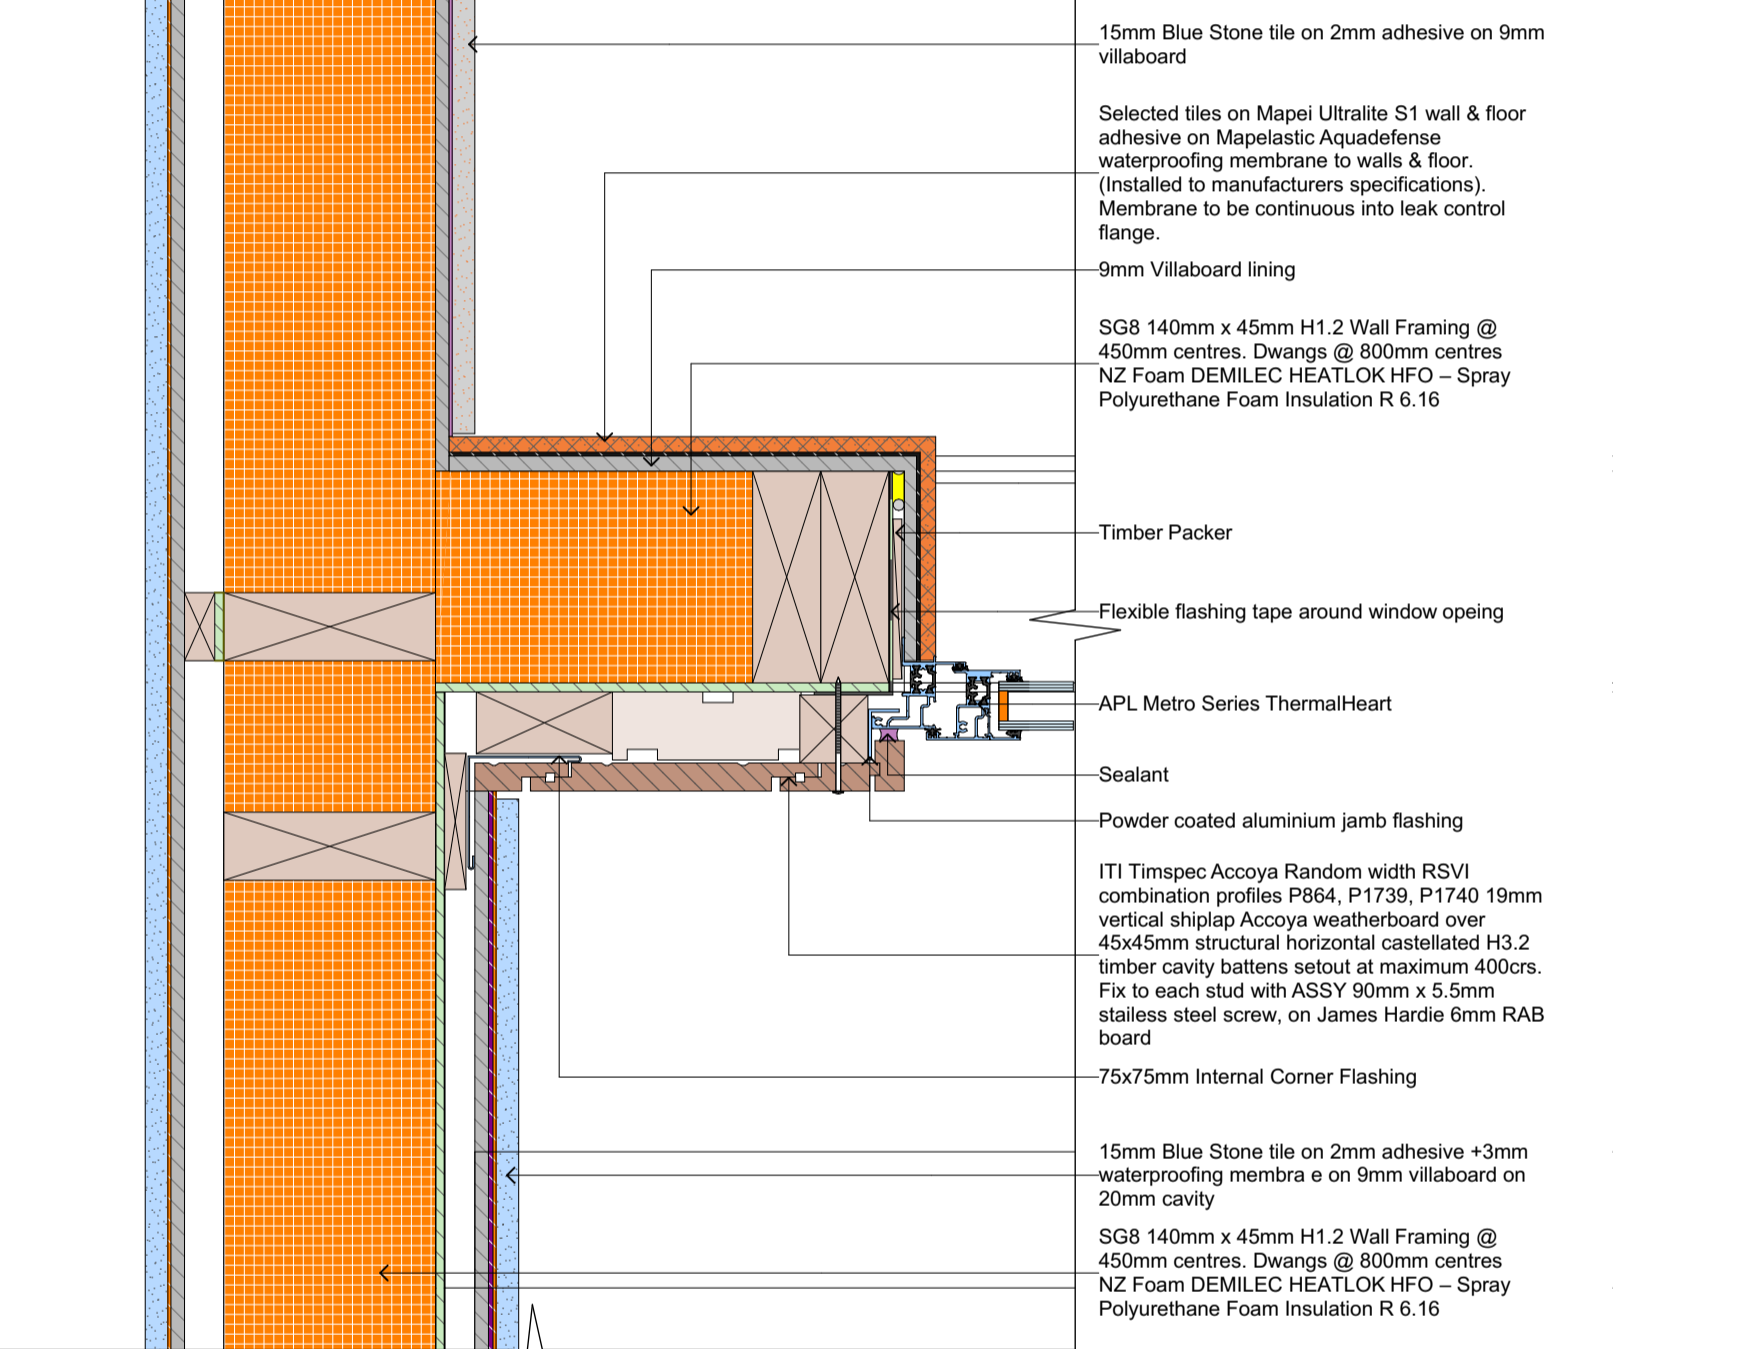 15mm Blue Stone tile on 2mm adhesive on 9mm
villaboard
Selected tiles on Mapei Ultralite S1 wall & floor
adhesive on Mapelastic Aquadefense
waterproofing membrane to walls & floor.
(Installed to manufacturers specifications).
Membrane to be continuous into leak control
flange.
9mm Villaboard lining
SG8 140mm x 45mm H1.2 Wall Framing @
450mm centres. Dwangs @ 800mm centres
NZ Foam DEMILEC HEATLOK HFO – Spray
Polyurethane Foam Insulation R 6.16
Timber Packer
Flexible flashing tape around window opeing
APL Metro Series ThermalHeart
Sealant
Powder coated aluminium jamb flashing
ITI Timspec Accoya Random width RSVI
combination profiles P864, P1739, P1740 19mm
vertical shiplap Accoya weatherboard over
45x45mm structural horizontal castellated H3.2
timber cavity battens setout at maximum 400crs.
Fix to each stud with ASSY 90mm x 5.5mm
stailess steel screw, on James Hardie 6mm RAB
board
75x75mm Internal Corner Flashing
15mm Blue Stone tile on 2mm adhesive +3mm
waterproofing membra e on 9mm villaboard on
20mm cavity
SG8 140mm x 45mm H1.2 Wall Framing @
450mm centres. Dwangs @ 800mm centres
NZ Foam DEMILEC HEATLOK HFO – Spray
Polyurethane Foam Insulation R 6.16